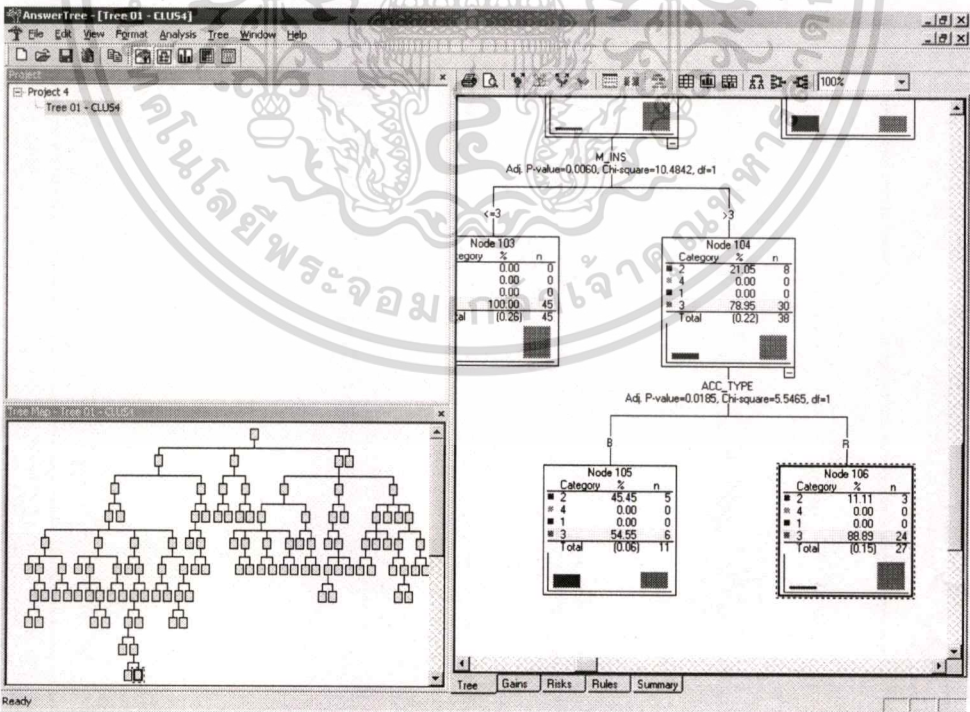 AnswerTree - [Tree 01 - CLUS4]
File Edit View Format Analysis Tree Window Help
Project
Project 4
Tree 01 - CLUS4
100%
M_INS
Adj. P-value=0.0060, Chi-square=10.4842, df=1
<=3
>3
Node 103
egory % n
0.00 0
0.00 0
0.00 0
100.00 45
tal (0.26) 45
Node 104
Category % n
2 21.05 8
4 0.00 0
1 0.00 0
3 78.95 30
Total (0.22) 38
ACC_TYPE
Adj. P-value=0.0185, Chi-square=5.5465, df=1
B
R
Node 105
Category % n
2 45.45 5
4 0.00 0
1 0.00 0
3 54.55 6
Total (0.06) 11
Node 106
Category % n
2 11.11 3
4 0.00 0
1 0.00 0
3 88.89 24
Total (0.15) 27
Tree Map - Tree 01 - CLUS4
Tree Gains Risks Rules Summary
Ready